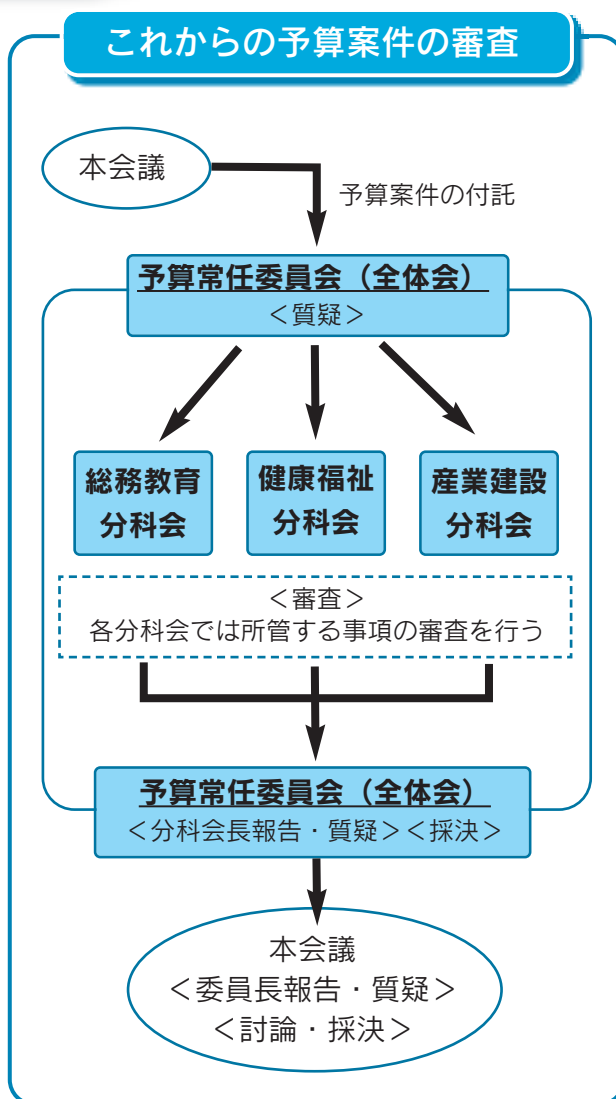 これからの予算案件の審査
本会議
予算案件の付託
予算常任委員会（全体会）
＜質疑＞
総務教育
分科会
健康福祉
分科会
産業建設
分科会
＜審査＞
各分科会では所管する事項の審査を行う
予算常任委員会（全体会）
＜分科会長報告・質疑＞＜採決＞
本会議
＜委員長報告・質疑＞
＜討論・採決＞